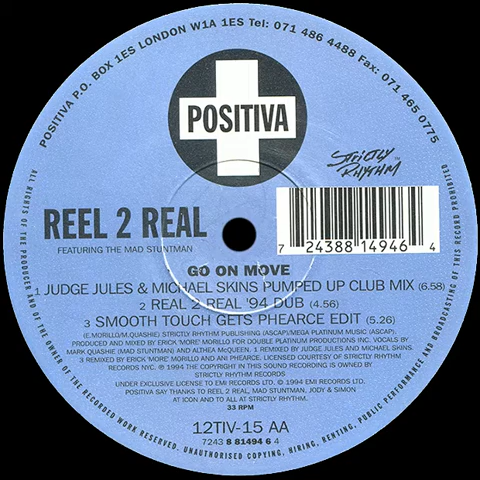 POSITIVA P.O. BOX 1ES LONDON W1A 1ES Tel: 071 486 4488 Fax: 071 465 0775
POSITIVA
STRICTLY RHYTHM ™
REEL 2 REAL
FEATURING THE MAD STUNTMAN
7 24388 14946 4
GO ON MOVE
1 JUDGE JULES & MICHAEL SKINS PUMPED UP CLUB MIX (6.58)
2 REAL 2 REAL '94 DUB (4.56)
3 SMOOTH TOUCH GETS PHEARCE EDIT (5.26)
(E.MORILLO/M.QUASHIE) STRICTLY RHYTHM PUBLISHING (ASCAP)/MEGA PLATINUM MUSIC (ASCAP).
PRODUCED AND MIXED BY ERICK 'MORE' MORILLO FOR DOUBLE PLATINUM PRODUCTIONS INC. VOCALS BY
MARK QUASHIE (MAD STUNTMAN) AND ALTHEA McQUEEN. 1 REMIXED BY JUDGE JULES AND MICHAEL SKINS.
3 REMIXED BY ERICK 'MORE' MORILLO AND ANI PHEARCE. LICENSED COURTESY OF STRICTLY RHYTHM
RECORDS NYC. ℗ 1994 THE COPYRIGHT IN THIS SOUND RECORDING IS OWNED BY
STRICTLY RHYTHM RECORDS
UNDER EXCLUSIVE LICENSE TO EMI RECORDS LTD. © 1994 EMI RECORDS LTD.
POSITIVA SAY THANKS TO REEL 2 REAL, MAD STUNTMAN, JODY & SIMON
AT ICON AND TO ALL AT STRICTLY RHYTHM.
33 RPM
12TIV-15 AA
7243 8 81494 6 4
ALL RIGHTS OF THE PRODUCER AND OF THE OWNER OF THE RECORDED WORK RESERVED. UNAUTHORISED COPYING, HIRING, RENTING, PUBLIC PERFORMANCE AND BROADCASTING OF THIS RECORD PROHIBITED